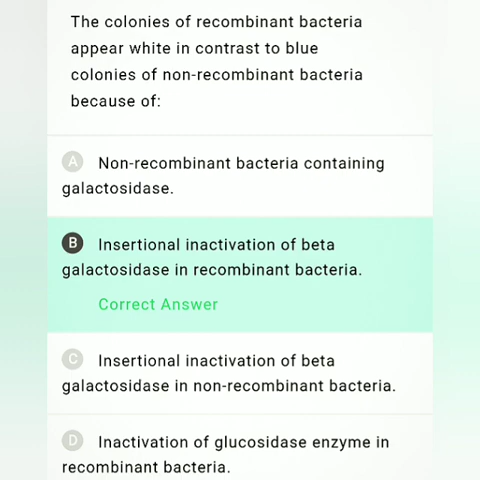 The colonies of recombinant bacteria
appear white in contrast to blue
colonies of non-recombinant bacteria
because of:
A Non-recombinant bacteria containing
galactosidase.
B Insertional inactivation of beta
galactosidase in recombinant bacteria.
Correct Answer
C Insertional inactivation of beta
galactosidase in non-recombinant bacteria.
D Inactivation of glucosidase enzyme in
recombinant bacteria.